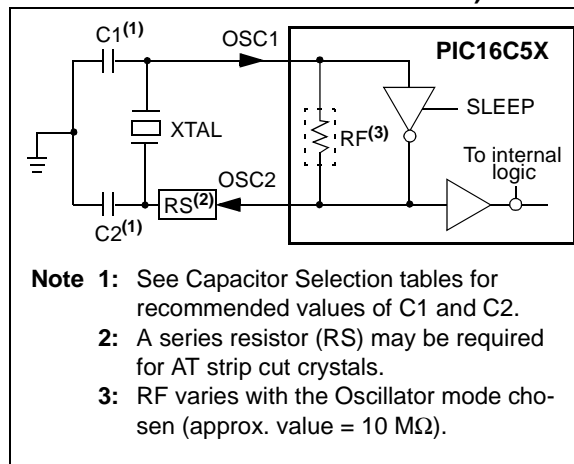 C1(1)
OSC1
PIC16C5X
SLEEP
XTAL
RF(3)
To internal
logic
OSC2
RS(2)
C2(1)
Note 1: See Capacitor Selection tables for
recommended values of C1 and C2.
2: A series resistor (RS) may be required
for AT strip cut crystals.
3: RF varies with the Oscillator mode cho-
sen (approx. value = 10 MΩ).